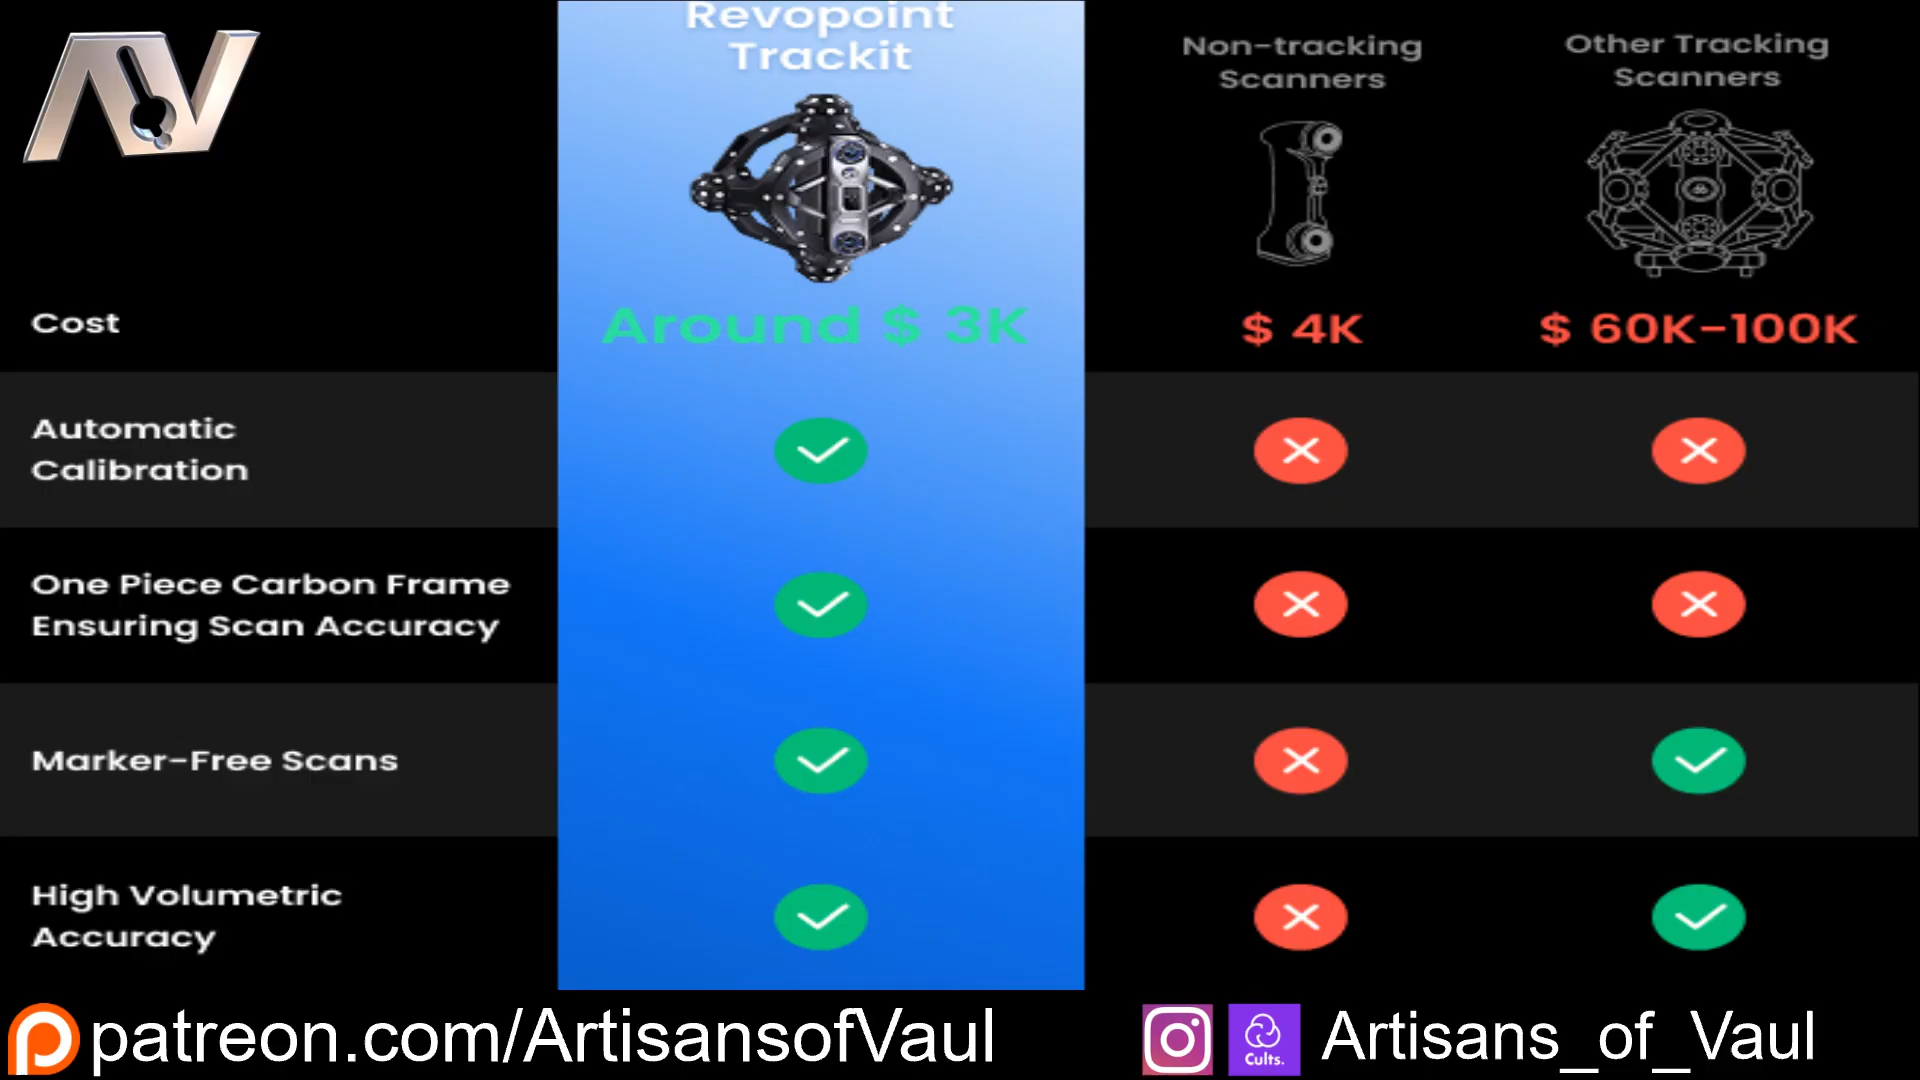 AV
Revopoint
Trackit
Non-tracking
Scanners
Other Tracking
Scanners
Cost
Around $ 3K
$ 4K
$ 60K-100K
Automatic
Calibration
One Piece Carbon Frame
Ensuring Scan Accuracy
Marker-Free Scans
High Volumetric
Accuracy
patreon.com/ArtisansofVaul
Cults.
Artisans_of_Vaul